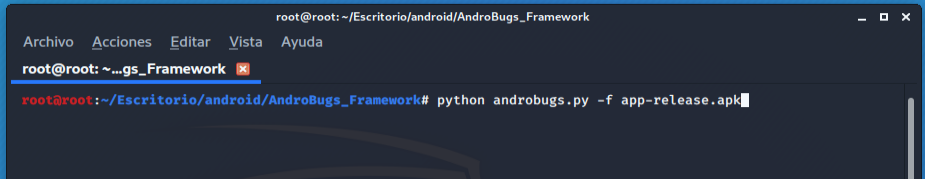 root@root: ~/Escritorio/android/AndroBugs_Framework
Archivo Acciones Editar Vista Ayuda
root@root: ~...gs_Framework
root@root:~/Escritorio/android/AndroBugs_Framework# python androbugs.py -f app-release.apk